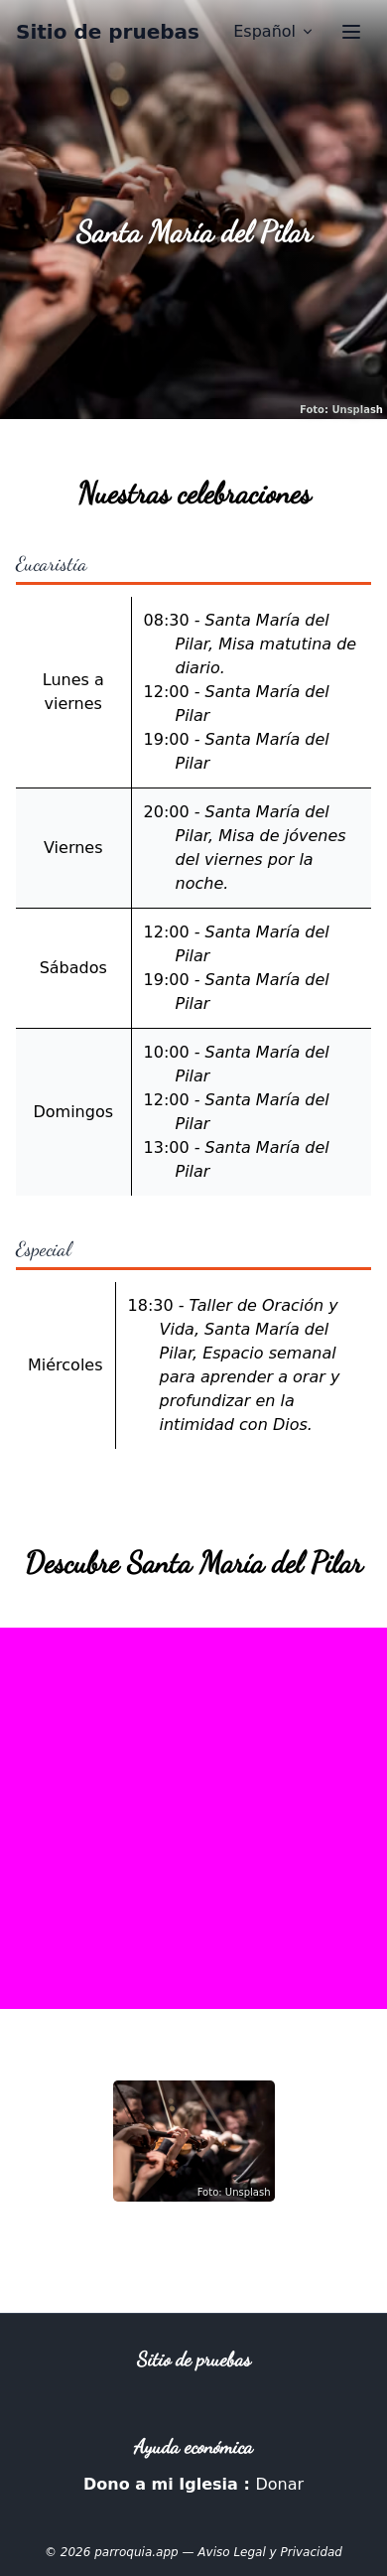 Sitio de pruebas Español
Santa María del Pilar
Foto: Unsplash
Nuestras celebraciones
Eucaristía
Lunes a
viernes
08:30 - Santa María del
Pilar, Misa matutina de
diario.
12:00 - Santa María del
Pilar
19:00 - Santa María del
Pilar
Viernes
20:00 - Santa María del
Pilar, Misa de jóvenes
del viernes por la
noche.
Sábados
12:00 - Santa María del
Pilar
19:00 - Santa María del
Pilar
Domingos
10:00 - Santa María del
Pilar
12:00 - Santa María del
Pilar
13:00 - Santa María del
Pilar
Especial
Miércoles
18:30 - Taller de Oración y
Vida, Santa María del
Pilar, Espacio semanal
para aprender a orar y
profundizar en la
intimidad con Dios.
Descubre Santa María del Pilar
Foto: Unsplash
Sitio de pruebas
Ayuda económica
Dono a mi Iglesia : Donar
© 2026 parroquia.app — Aviso Legal y Privacidad